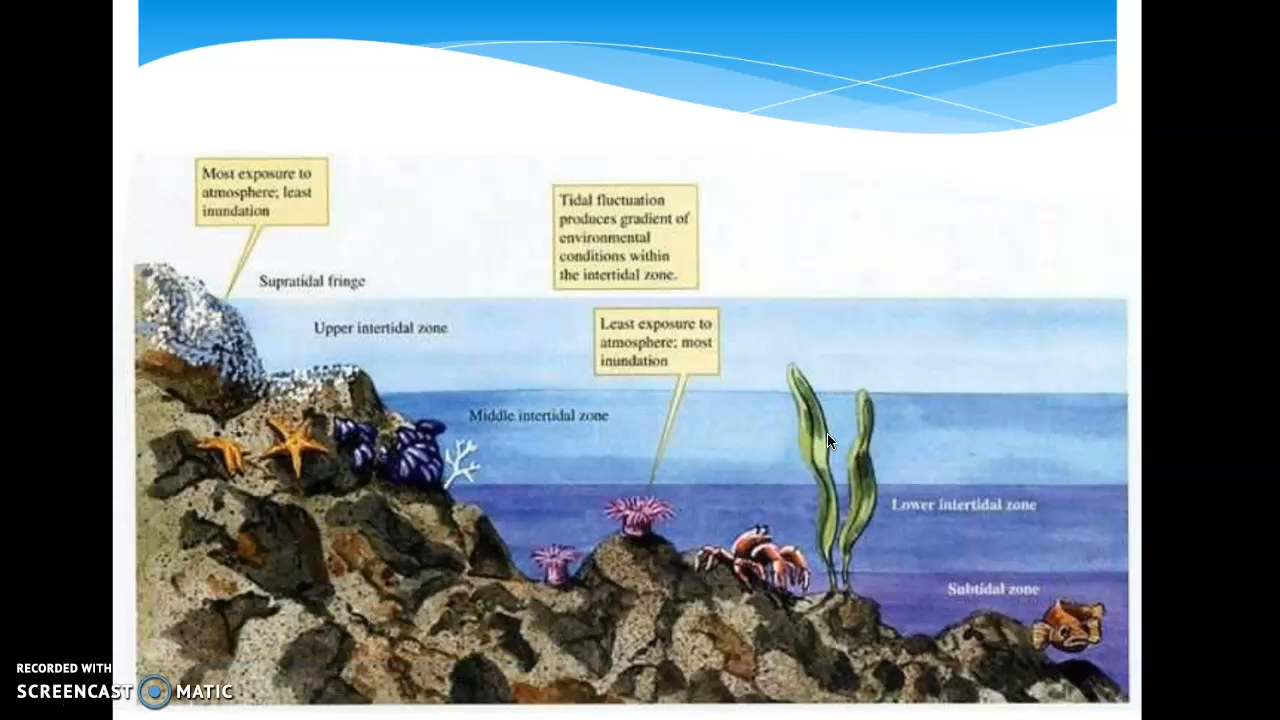 Most exposure to
atmosphere; least
inundation
Tidal fluctuation
produces gradient of
environmental
conditions within
the intertidal zone.
Supratidal fringe
Upper intertidal zone
Least exposure to
atmosphere; most
inundation
Middle intertidal zone
Lower intertidal zone
Subtidal zone
RECORDED WITH
SCREENCAST MATIC